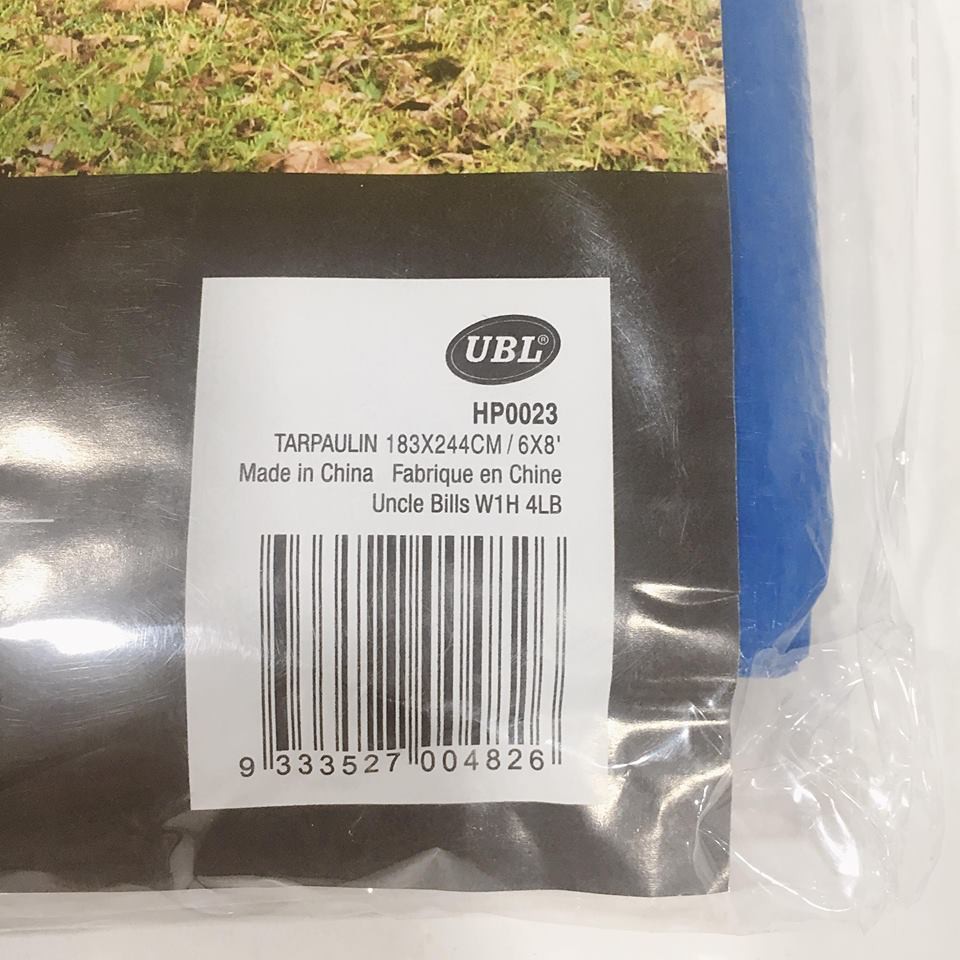 UBL®
HP0023
TARPAULIN 183X244CM / 6X8'
Made in China Fabrique en Chine
Uncle Bills W1H 4LB
9 333527 004826